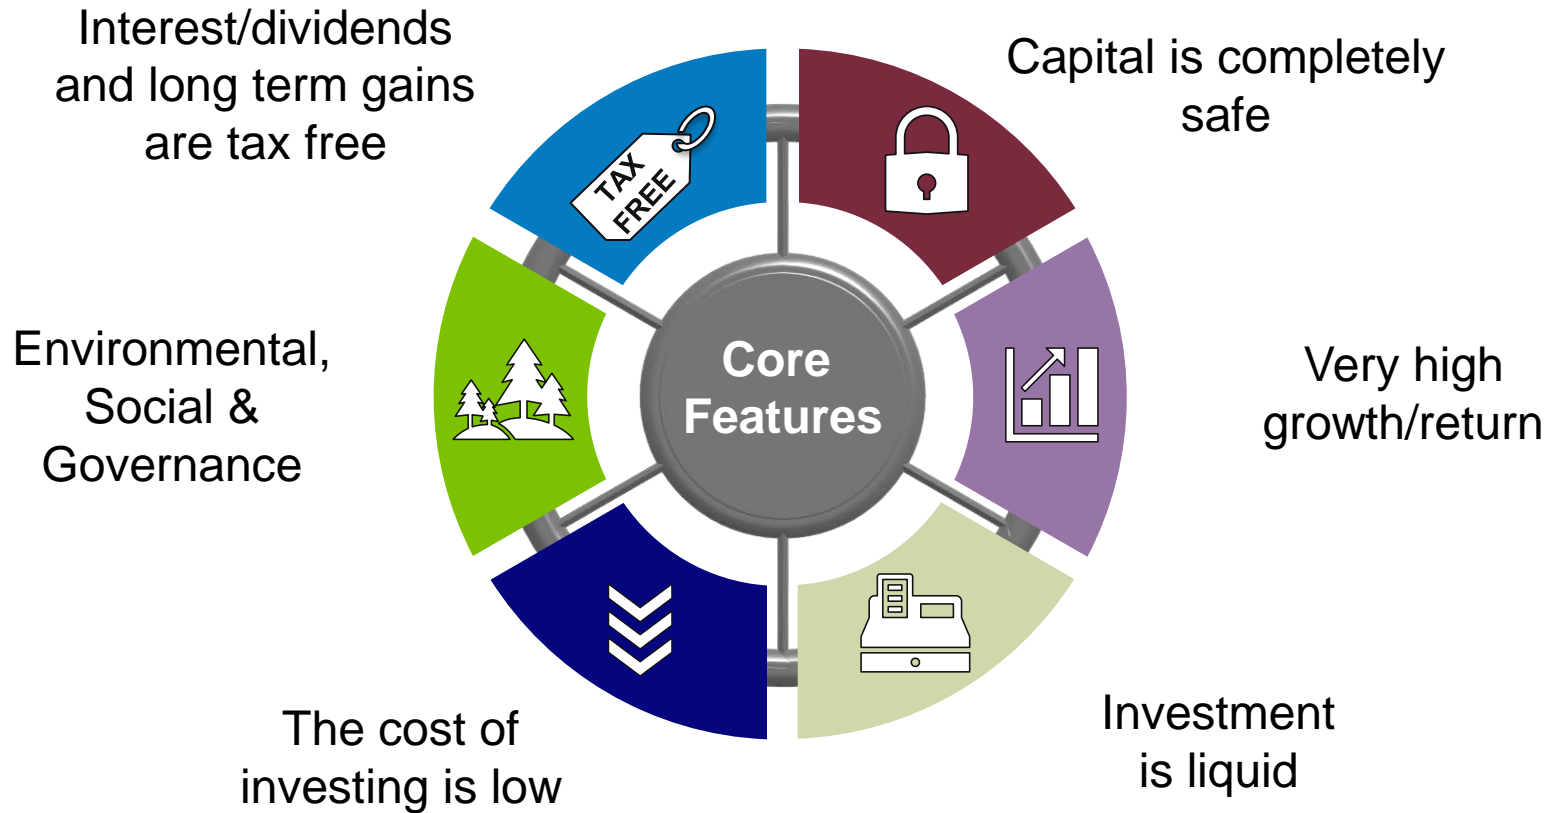 Interest/dividends
and long term gains
are tax free
Capital is completely
safe
TAX
FREE
Environmental,
Social &
Governance
Core
Features
Very high
growth/return
The cost of
investing is low
Investment
is liquid